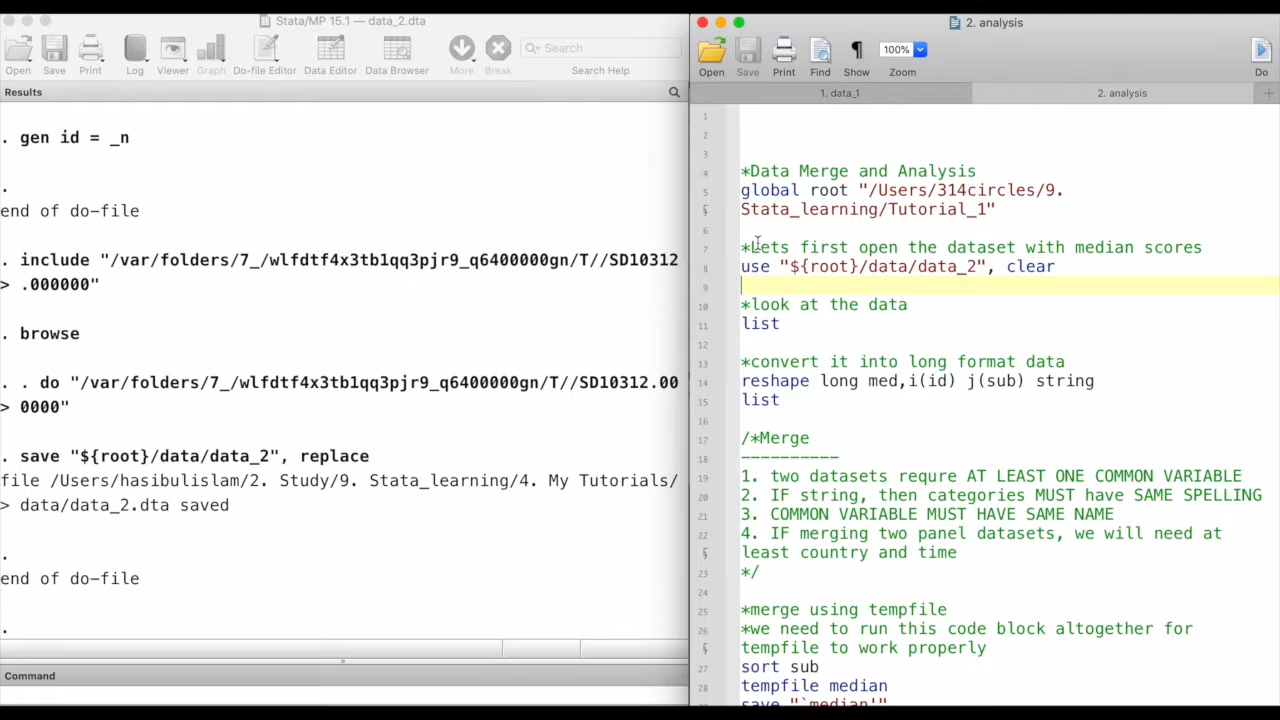 Stata/MP 15.1 — data_2.dta
Open Save Print Log Viewer Graph Do-file Editor Data Editor Data Browser More Break
Search
Search Help
Results
. gen id = _n
.
end of do-file
. include "/var/folders/7_/wlfdtf4x3tb1qq3pjr9_q6400000gn/T//SD10312
> .000000"
. browse
. . do "/var/folders/7_/wlfdtf4x3tb1qq3pjr9_q6400000gn/T//SD10312.00
> 0000"
. save "${root}/data/data_2", replace
file /Users/hasibulislam/2. Study/9. Stata_learning/4. My Tutorials/
> data/data_2.dta saved
.
end of do-file
.
Command
2. analysis
100%
Open Save Print Find Show Zoom Do
1. data_1
2. analysis
1
2
3
4 *Data Merge and Analysis
5 global root "/Users/314circles/9.
Stata_learning/Tutorial_1"
6
7 *Lets first open the dataset with median scores
8 use "${root}/data/data_2", clear
9
10 *look at the data
11 list
12
13 *convert it into long format data
14 reshape long med,i(id) j(sub) string
15 list
16
17 /*Merge
18 ----------
19 1. two datasets requre AT LEAST ONE COMMON VARIABLE
20 2. IF string, then categories MUST have SAME SPELLING
21 3. COMMON VARIABLE MUST HAVE SAME NAME
22 4. IF merging two panel datasets, we will need at
least country and time
23 */
24
25 *merge using tempfile
26 *we need to run this code block altogether for
tempfile to work properly
27 sort sub
28 tempfile median
save "`median'"